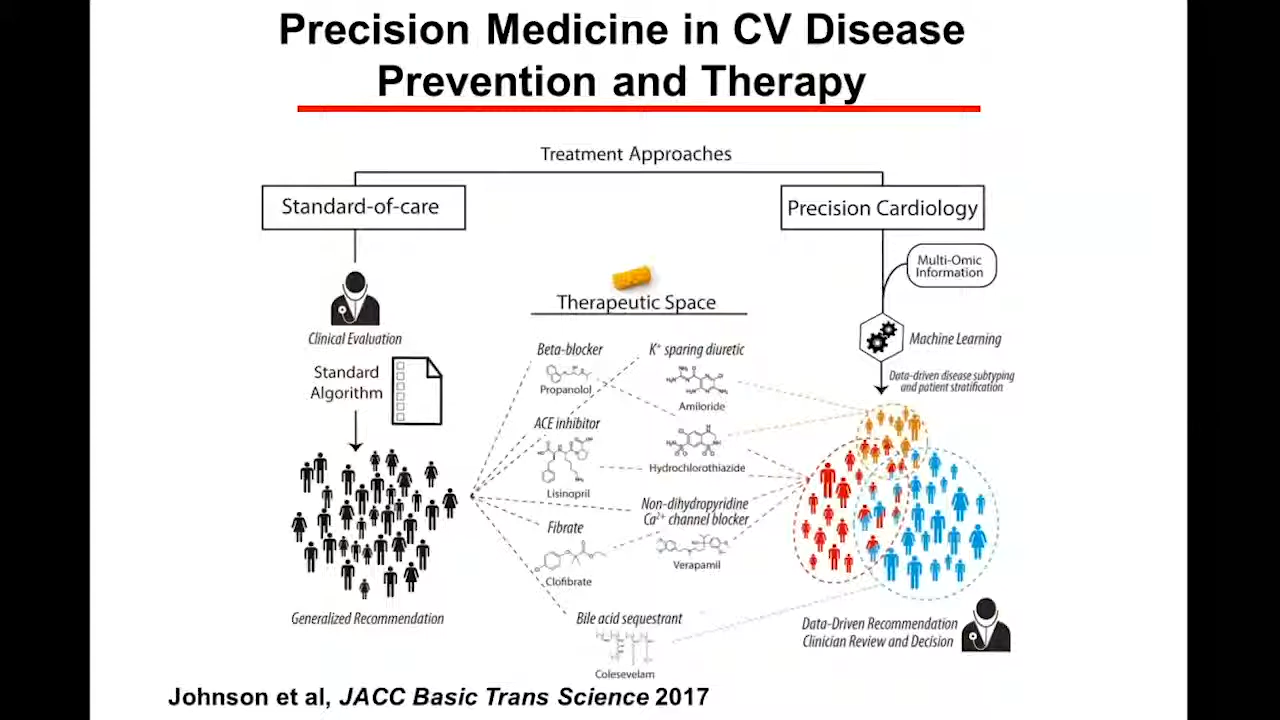 Precision Medicine in CV Disease
Prevention and Therapy
Treatment Approaches
Standard-of-care
Clinical Evaluation
Standard
Algorithm
Generalized Recommendation
Therapeutic Space
Beta-blocker
Propanolol
ACE inhibitor
Lisinopril
Fibrate
Clofibrate
K⁺ sparing diuretic
Amiloride
Hydrochlorothiazide
Non-dihydropyridine
Ca²⁺ channel blocker
Verapamil
Bile acid sequestrant
Colesevelam
Precision Cardiology
Multi-Omic
Information
Machine Learning
Data-driven disease subtyping
and patient stratification
Data-Driven Recommendation
Clinician Review and Decision
Johnson et al, JACC Basic Trans Science 2017